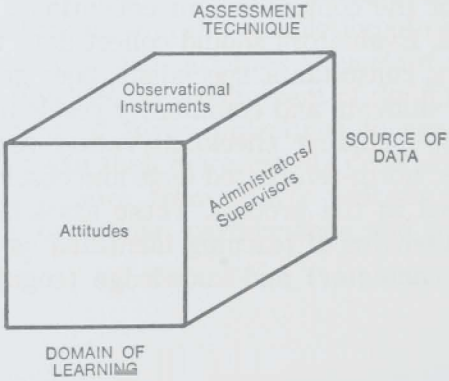 ASSESSMENT
TECHNIQUE
Observational
Instruments
SOURCE OF
DATA
Administrators/
Supervisors
Attitudes
DOMAIN OF
LEARNING